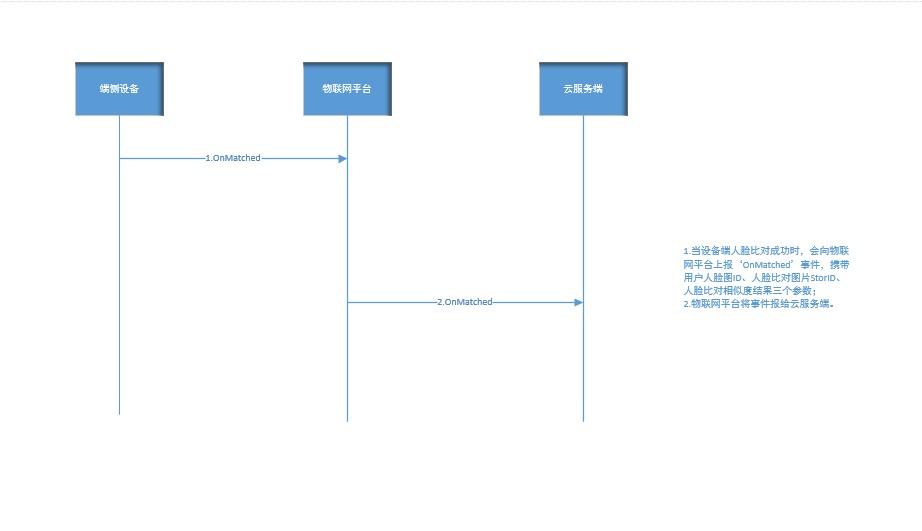 端侧设备
物联网平台
云服务端
1.OnMatched
1.当设备端人脸比对成功时，会向物联
网平台上报‘OnMatched’事件，携带
用户人脸图ID、人脸比对图片StorID、
人脸比对相似度结果三个参数；
2.物联网平台将事件报给云服务端。
2.OnMatched